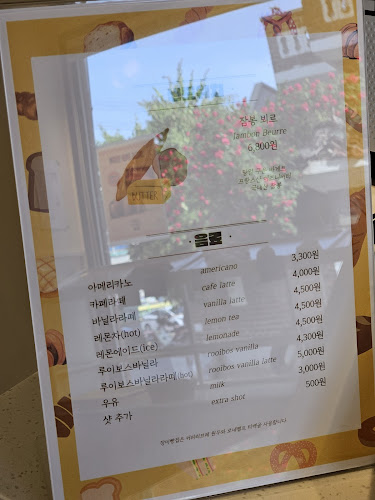 잠봉 뵈르
Jambon Beurre
6,900원
음료
아메리카노 americano 3,300원
카페라떼 cafe latte 4,000원
바닐라라떼 vanilla latte 4,500원
레몬차(hot) lemon tea 4,500원
레몬에이드(ice) lemonade 4,500원
루이보스바닐라 rooibos vanilla 4,300원
루이보스바닐라라떼(hot) rooibos vanilla latte 5,000원
우유 milk 3,000원
샷 추가 extra shot 500원